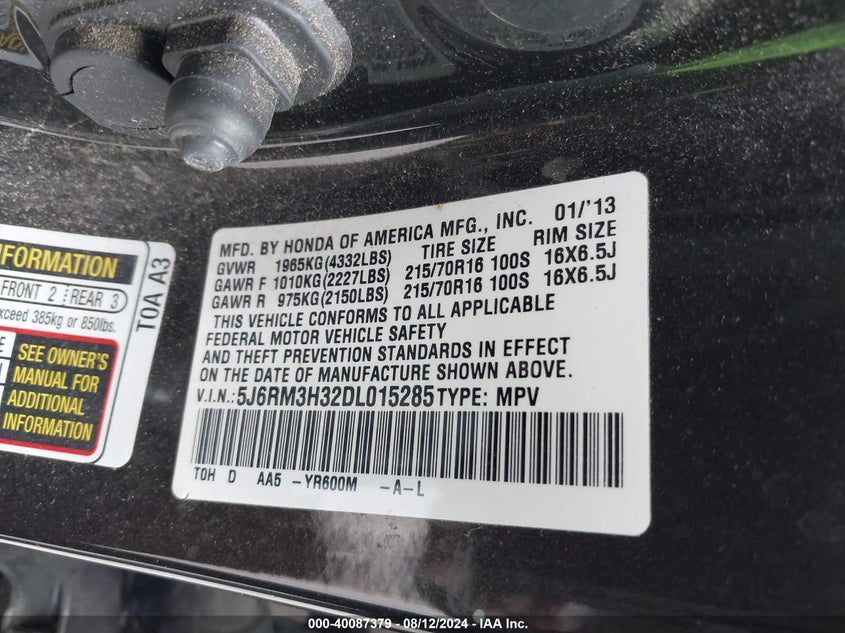 MFD. BY HONDA OF AMERICA MFG., INC. 01/'13
GVWR 1965KG(4332LBS) TIRE SIZE RIM SIZE
GAWR F 1010KG(2227LBS) 215/70R16 100S 16X6.5J
GAWR R 975KG(2150LBS) 215/70R16 100S 16X6.5J
THIS VEHICLE CONFORMS TO ALL APPLICABLE
FEDERAL MOTOR VEHICLE SAFETY
AND THEFT PREVENTION STANDARDS IN EFFECT
ON THE DATE OF MANUFACTURE SHOWN ABOVE.
V.I.N.: 5J6RM3H32DL015285 TYPE: MPV
T0H D AA5 -YR600M -A-L
NFORMATION
FRONT 2 REAR 3
xceed 385kg or 850lbs.
SEE OWNER'S
MANUAL FOR
ADDITIONAL
INFORMATION
T0A A3
000-40087379 - 08/12/2024 - IAA Inc.